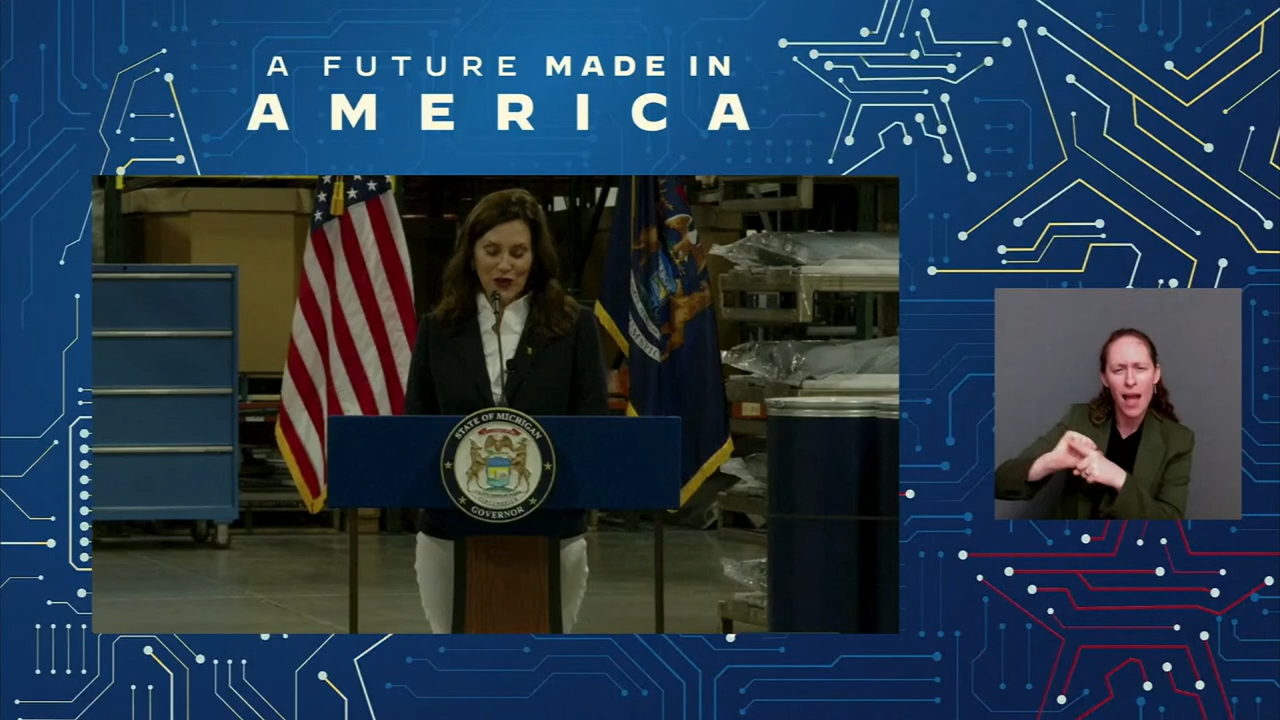 A FUTURE MADE IN
AMERICA
STATE OF MICHIGAN
GOVERNOR